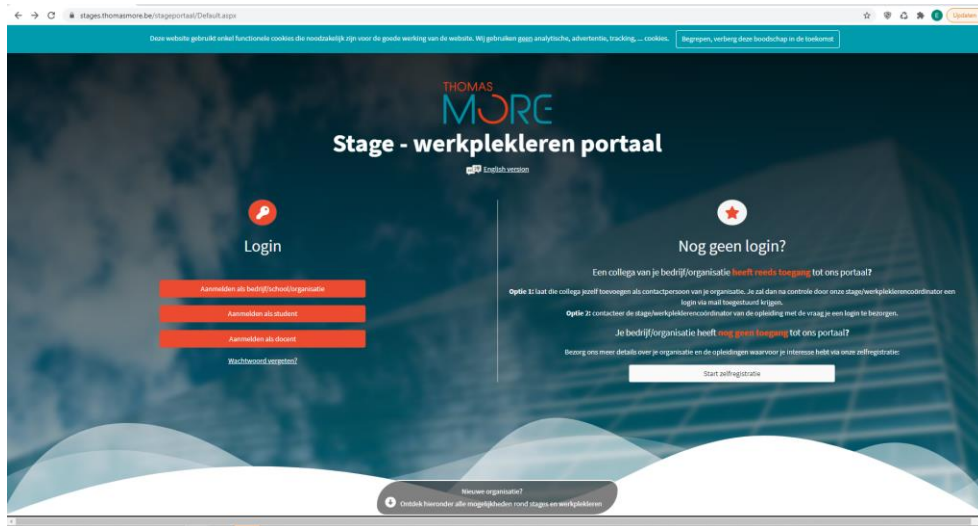 stages.thomasmore.be/stageportaal/Default.aspx
Updaten
Deze website gebruikt enkel functionele cookies die noodzakelijk zijn voor de goede werking van de website. Wij gebruiken geen analytische, advertentie, tracking, ... cookies.
Begrepen, verberg deze boodschap in de toekomst
THOMAS
MORE
Stage - werkplekleren portaal
English version
Login
Aanmelden als bedrijf/school/organisatie
Aanmelden als student
Aanmelden als docent
Wachtwoord vergeten?
Nog geen login?
Een collega van je bedrijf/organisatie heeft reeds toegang tot ons portaal?
Optie 1: laat die collega jezelf toevoegen als contactpersoon van je organisatie. Je zal dan na controle door onze stage/werkpleklerencoördinator een
login via mail toegestuurd krijgen.
Optie 2: contacteer de stage/werkpleklerencoördinator van de opleiding met de vraag je een login te bezorgen.
Je bedrijf/organisatie heeft nog geen toegang tot ons portaal?
Bezorg ons meer details over je organisatie en de opleidingen waarvoor je interesse hebt via onze zelfregistratie:
Start zelfregistratie
Nieuwe organisatie?
Ontdek hieronder alle mogelijkheden rond stages en werkplekleren